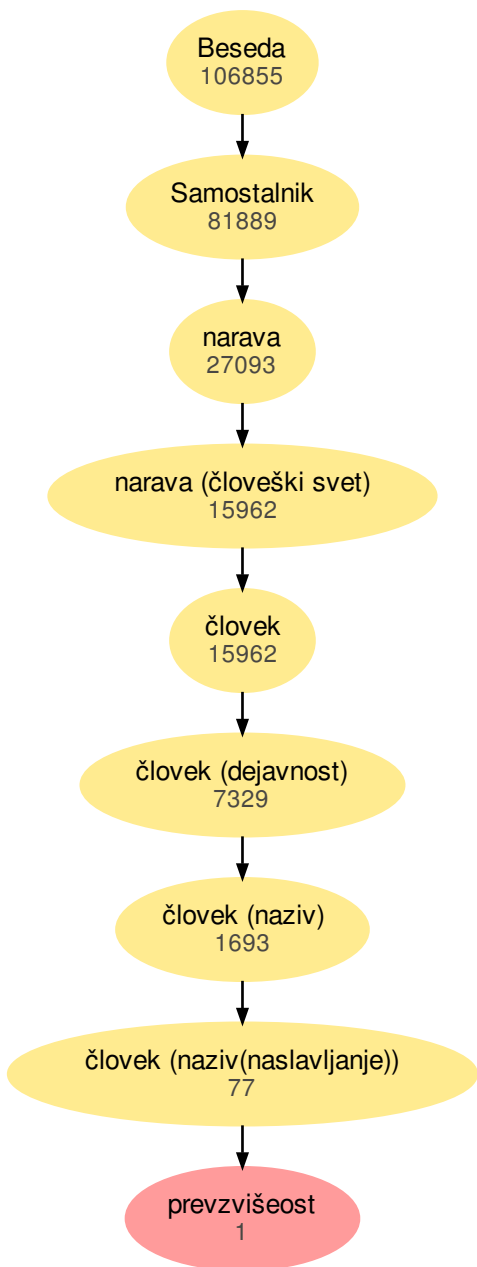 Beseda
106855
Samostalnik
81889
narava
27093
narava (človeški svet)
15962
človek
15962
človek (dejavnost)
7329
človek (naziv)
1693
človek (naziv(naslavljanje))
77
prevzvišeost
1